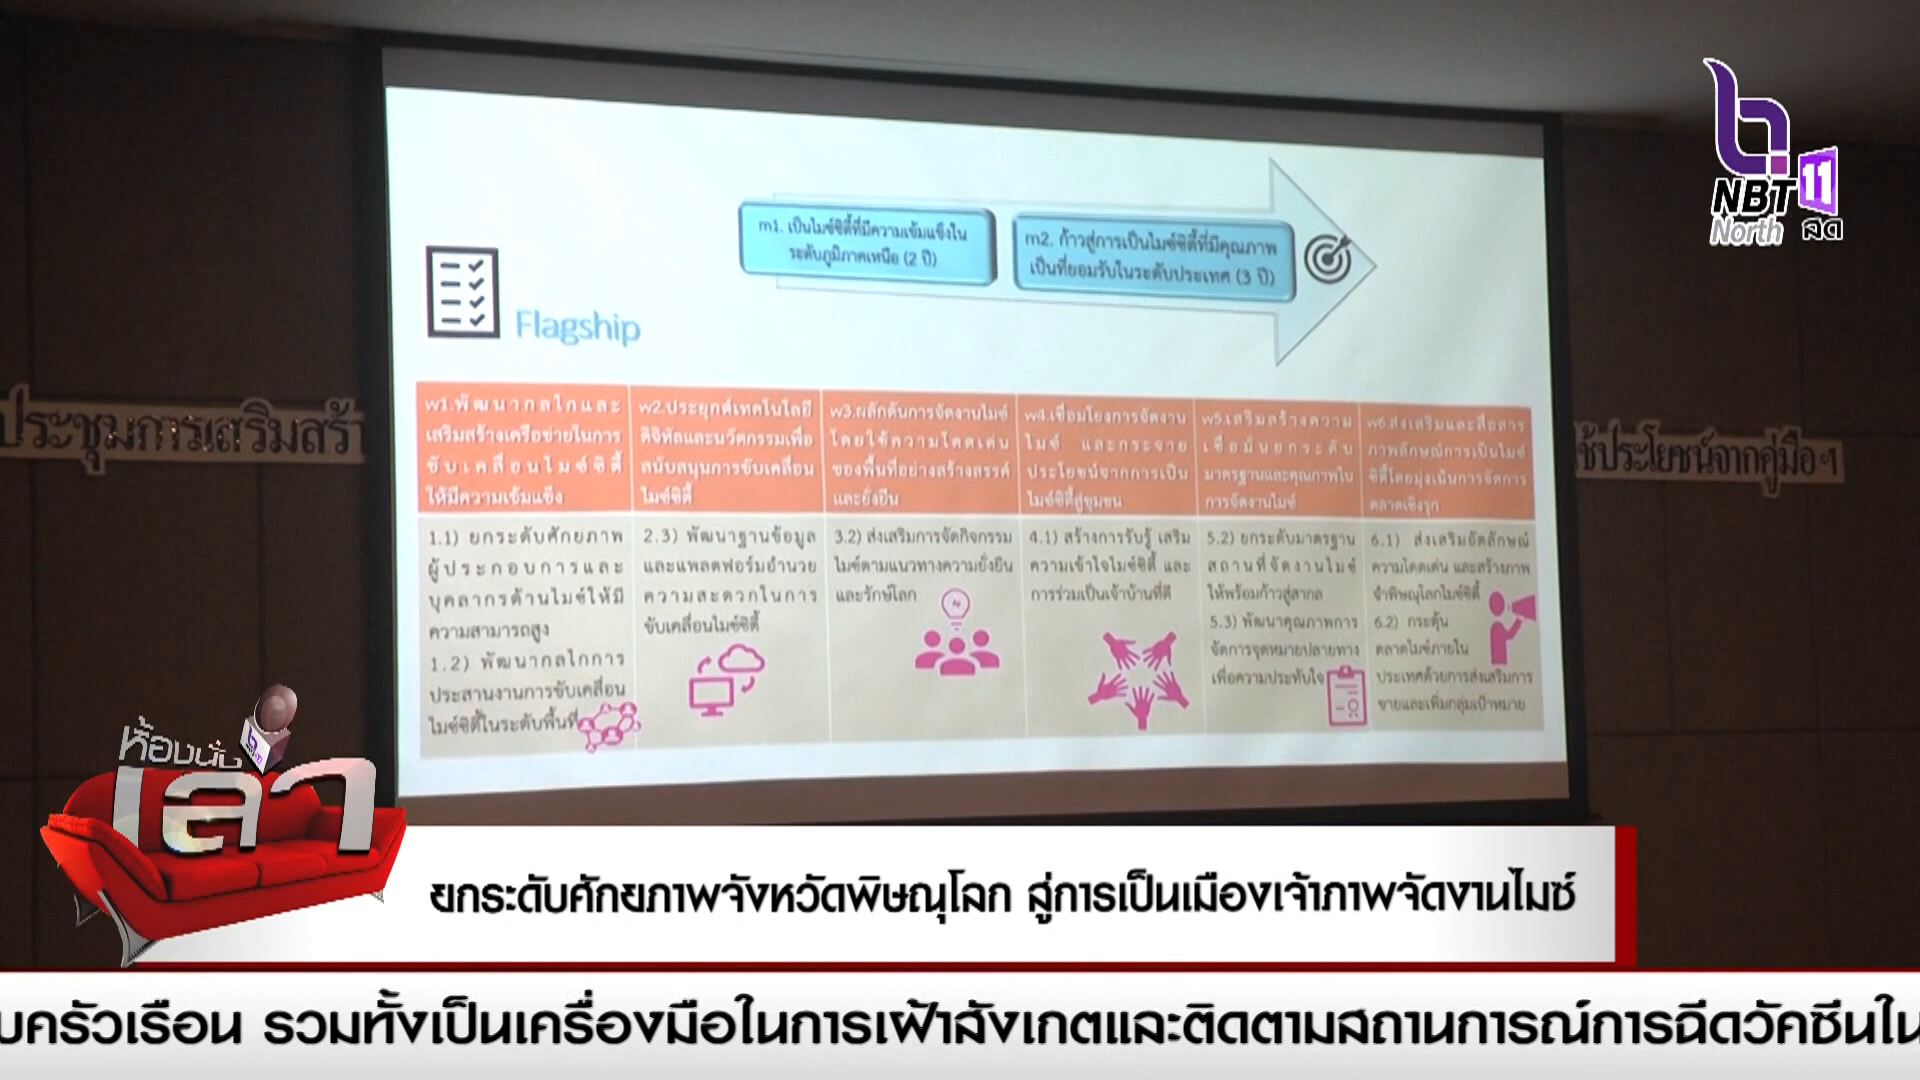 NBT 11
North สด
m1. เป็นไมซ์ซิตี้ที่มีความเข้มแข็งใน
ระดับภูมิภาคเหนือ (2 ปี)
m2. ก้าวสู่การเป็นไมซ์ซิตี้ที่มีคุณภาพ
เป็นที่ยอมรับในระดับประเทศ (3 ปี)
Flagship
ประชุมการเสริมสร้า
ใช้ประโยชน์จากคู่มือฯ
w1.พัฒนากลไกและ
เสริมสร้างเครือข่ายในการ
ขับเคลื่อนไมซ์ซิตี้
ให้มีความเข้มแข็ง
w2.ประยุกต์เทคโนโลยี
ดิจิทัลและนวัตกรรมเพื่อ
สนับสนุนการขับเคลื่อน
ไมซ์ซิตี้
w3.ผลักดันการจัดงานไมซ์
โดยใช้ความโดดเด่น
ของพื้นที่อย่างสร้างสรรค์
และยั่งยืน
w4.เชื่อมโยงการจัดงาน
ไมซ์ และกระจาย
ประโยชน์จากการเป็น
ไมซ์ซิตี้สู่ชุมชน
w5.เสริมสร้างความ
เชื่อมั่นยกระดับ
มาตรฐานและคุณภาพใน
การจัดงานไมซ์
w6.ส่งเสริมและสื่อสาร
ภาพลักษณ์การเป็นไมซ์
ซิตี้โดยมุ่งเน้นการจัดการ
ตลาดเชิงรุก
1.1) ยกระดับศักยภาพ
ผู้ประกอบการและ
บุคลากรด้านไมซ์ให้มี
ความสามารถสูง
1.2) พัฒนากลไกการ
ประสานงานการขับเคลื่อน
ไมซ์ซิตี้ในระดับพื้นที่
2.3) พัฒนาฐานข้อมูล
และแพลตฟอร์มอำนวย
ความสะดวกในการ
ขับเคลื่อนไมซ์ซิตี้
3.2) ส่งเสริมการจัดกิจกรรม
ไมซ์ตามแนวทางความยั่งยืน
และรักษ์โลก
4.1) สร้างการรับรู้ เสริม
ความเข้าใจไมซ์ซิตี้ และ
การร่วมเป็นเจ้าบ้านที่ดี
5.2) ยกระดับมาตรฐาน
สถานที่จัดงานไมซ์
ให้พร้อมก้าวสู่สากล
5.3) พัฒนาคุณภาพการ
จัดการจุดหมายปลายทาง
เพื่อความประทับใจ
6.1) ส่งเสริมอัตลักษณ์
ความโดดเด่น และสร้างภาพ
จำพิษณุโลกไมซ์ซิตี้
6.2) กระตุ้น
ตลาดไมซ์ภายใน
ประเทศด้วยการส่งเสริมการ
ขายและเพิ่มกลุ่มเป้าหมาย
ห้องนั่ง
เล่า
ยกระดับศักยภาพจังหวัดพิษณุโลก สู่การเป็นเมืองเจ้าภาพจัดงานไมซ์
บครัวเรือน รวมทั้งเป็นเครื่องมือในการเฝ้าสังเกตและติดตามสถานการณ์การฉีดวัคซีนใน